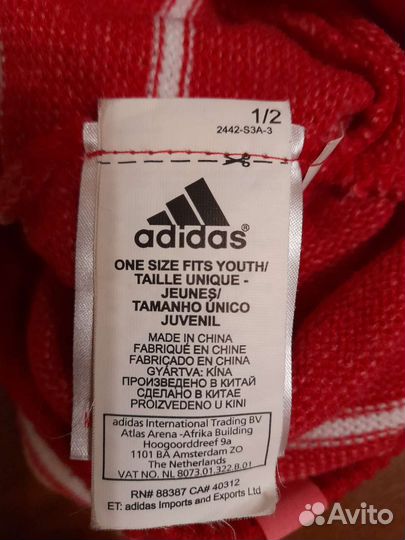 1/2
2442-S3A-3
adidas®
ONE SIZE FITS YOUTH/
TAILLE UNIQUE -
JEUNES/
TAMANHO ÚNICO
JUVENIL
MADE IN CHINA
FABRIQUÉ EN CHINE
FABRICADO EN CHINA
GYÁRTVA: KÍNA
ПРОИЗВЕДЕНО В КИТАЙ
СДЕЛАНО В КИТАЕ
PROIZVEDENO U KINI
adidas International Trading BV
Atlas Arena -Afrika Building
Hoogoorddreef 9a
1101 BA Amsterdam ZO
The Netherlands
VAT NO. NL 8073.01.322.B.01
RN# 88387 CA# 40312
ET: adidas Imports and Exports Ltd
Avito